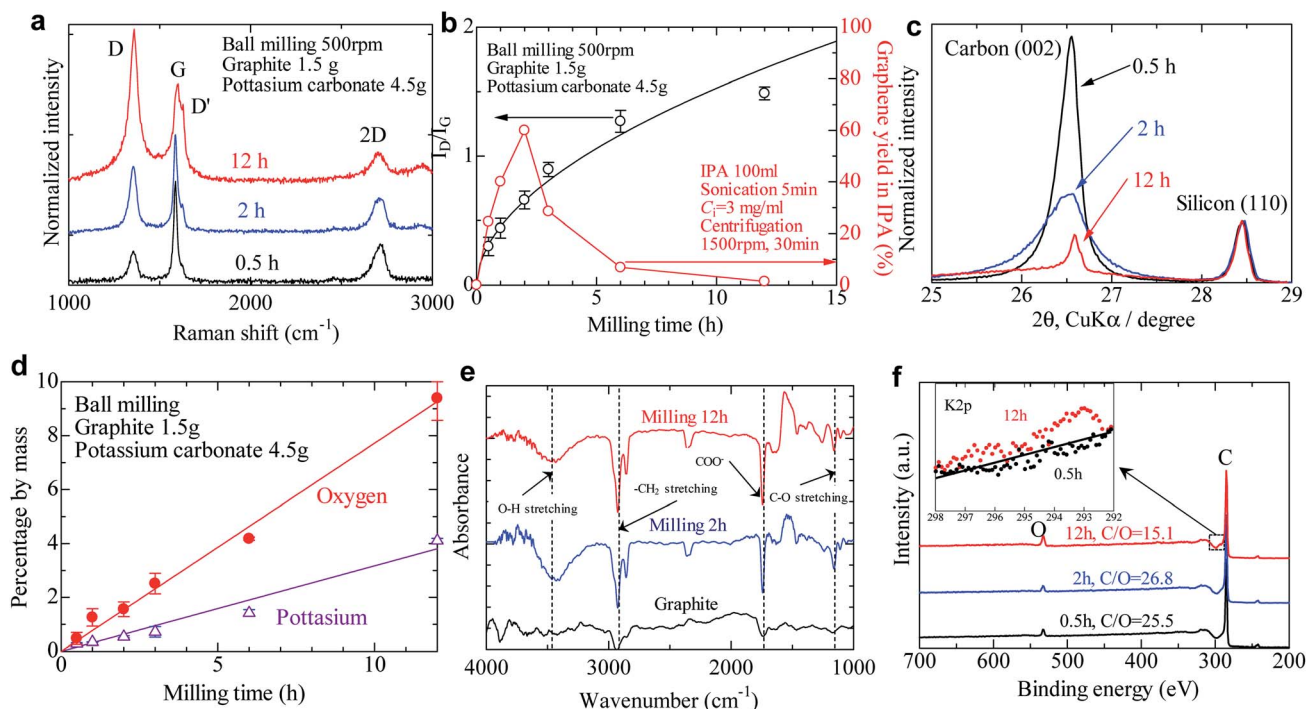 a
D
G
D'
2D
Ball milling 500rpm
Graphite 1.5 g
Pottasium carbonate 4.5g
12 h
2 h
0.5 h
Normalized intensity
1000
2000
3000
Raman shift (cm⁻¹)
b
2
1
0
I_D/I_G
Ball milling 500rpm
Graphite 1.5g
Pottasium carbonate 4.5g
IPA 100ml
Sonication 5min
C_i=3 mg/ml
Centrifugation
1500rpm, 30min
100
80
60
40
20
0
Graphene yield in IPA (%)
0
5
10
15
Milling time (h)
c
Carbon (002)
0.5 h
2 h
12 h
Silicon (110)
Normalized intensity
25
26
27
28
29
2θ, CuKα / degree
d
10
8
6
4
2
0
Percentage by mass
Ball milling
Graphite 1.5g
Potassium carbonate 4.5g
Oxygen
Pottasium
0
5
10
Milling time (h)
e
Milling 12h
COO⁻
O-H stretching
-CH₂ stretching
C-O stretching
Milling 2h
Graphite
Absorbance
4000
3000
2000
1000
Wavenumber (cm⁻¹)
f
K2p
12h
0.5h
298
297
296
295
294
293
292
C
O
12h, C/O=15.1
2h, C/O=26.8
0.5h, C/O=25.5
Intensity (a.u.)
700
600
500
400
300
200
Binding energy (eV)